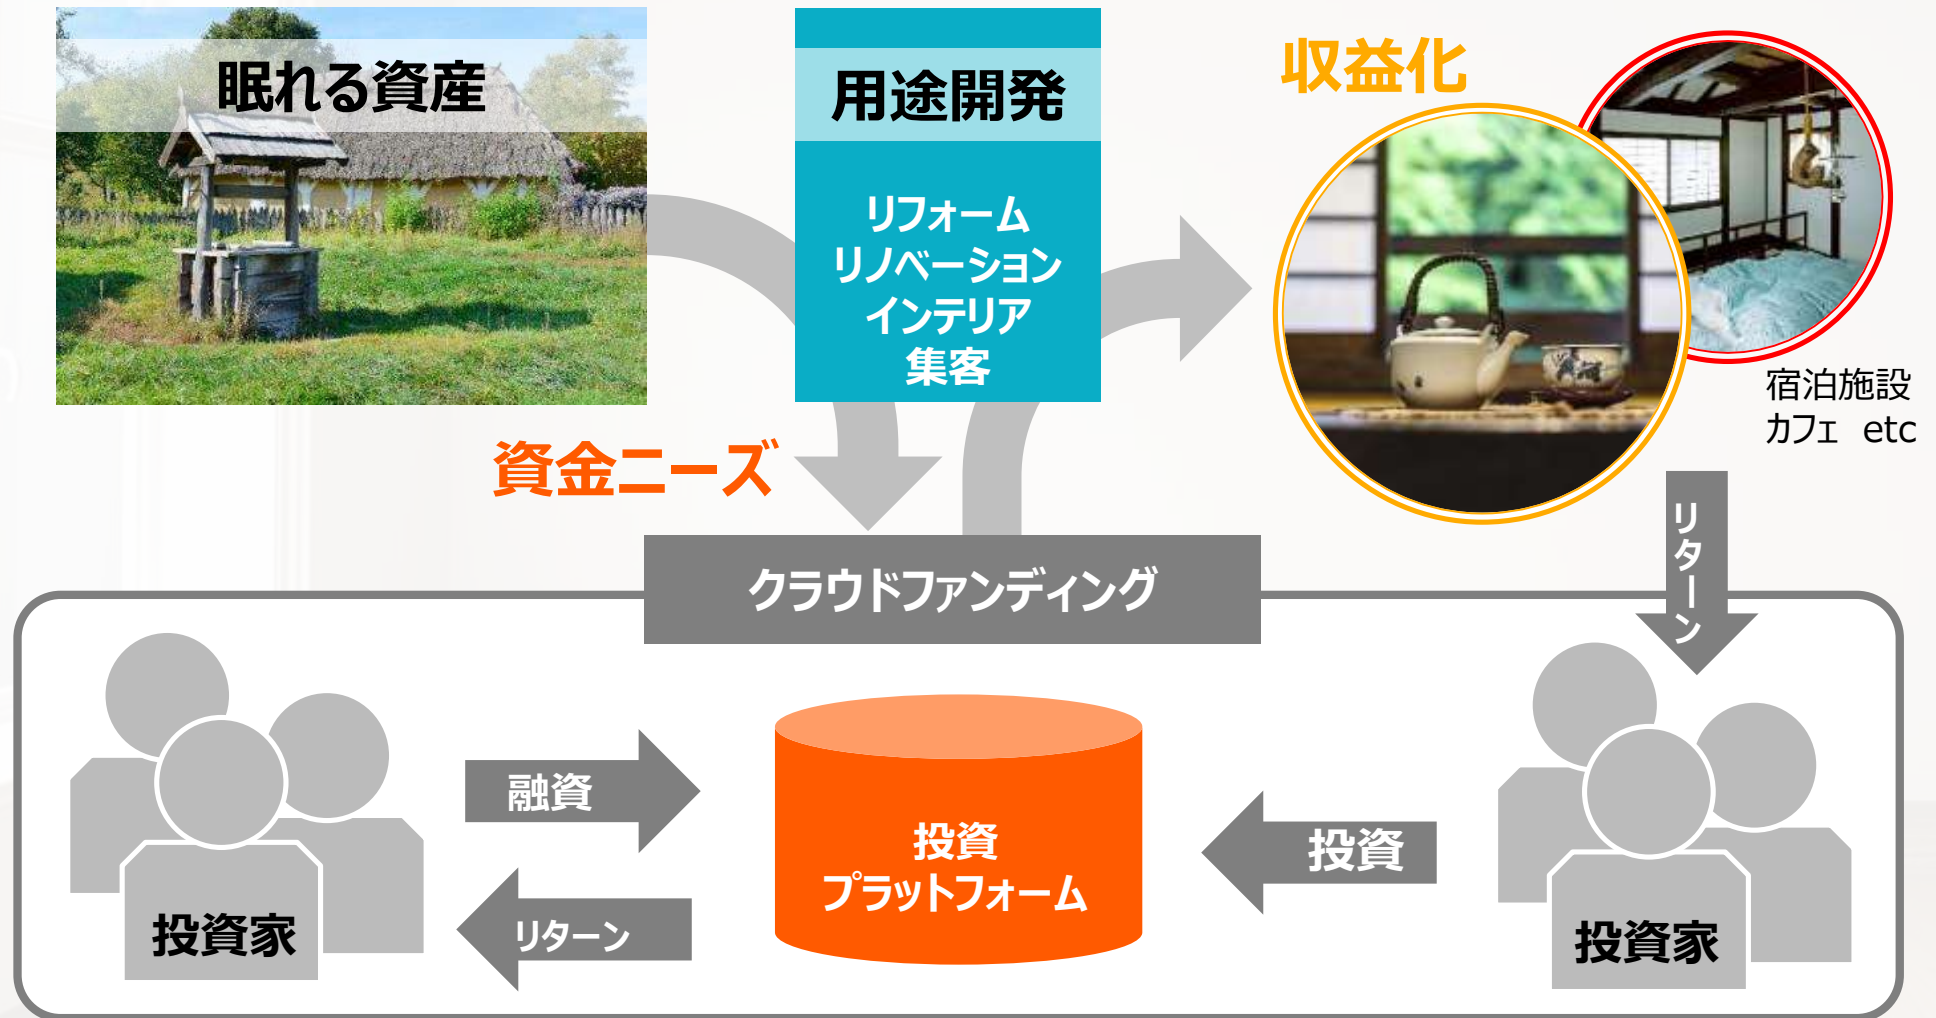 眠れる資産
用途開発
リフォーム
リノベーション
インテリア
集客
収益化
宿泊施設
カフェ etc
資金ニーズ
クラウドファンディング
リターン
融資
リターン
投資
プラットフォーム
投資
投資家
投資家